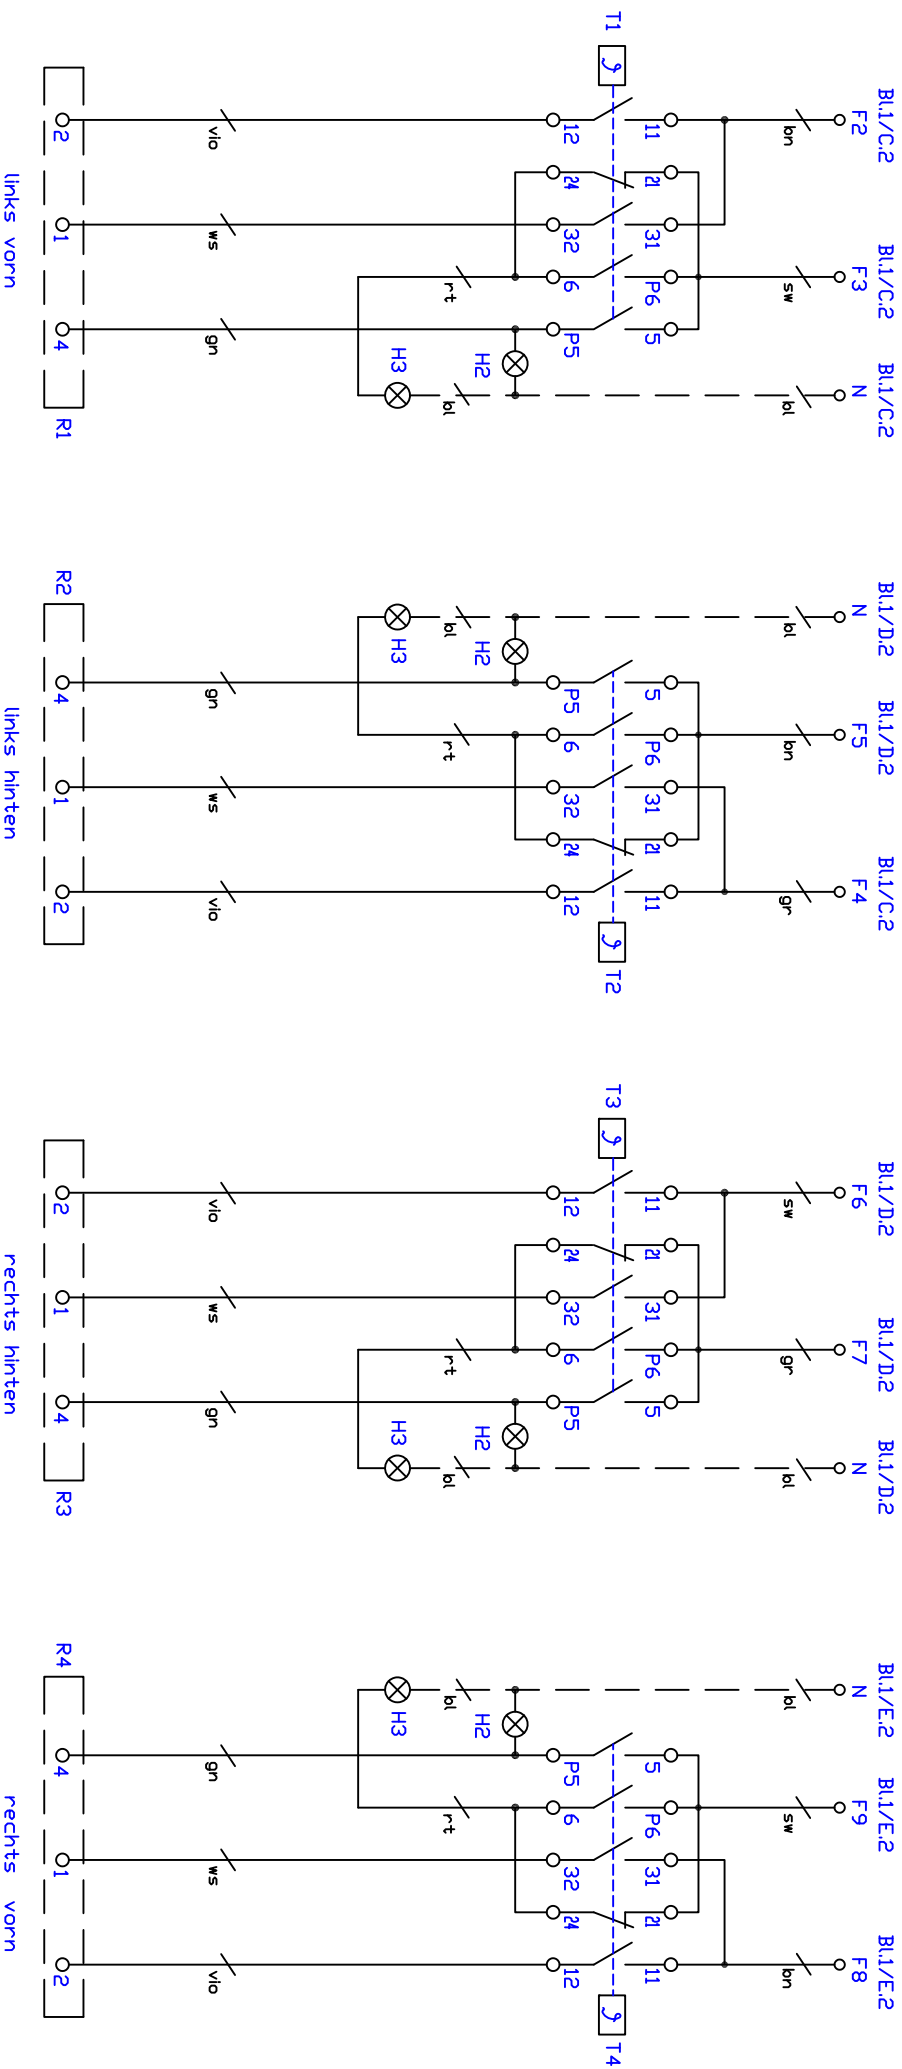 Bl.1/C.2 Bl.1/C.2 Bl.1/C.2
F2 F3 N
bn sw bl
T1
11 21 31 P6 5
12 24 32 6 P5
H2
rt bl
H3
vio ws gn
2 1 4
R1
links vorn
Bl.1/D.2 Bl.1/D.2 Bl.1/C.2
N F5 F4
bl bn gr
5 P6 31 21 11
T2
P5 6 32 24 12
H2
bl rt
H3
gn ws vio
R2
4 1 2
links hinten
Bl.1/D.2 Bl.1/D.2 Bl.1/D.2
F6 F7 N
sw gr bl
T3
11 21 31 P6 5
12 24 32 6 P5
H2
rt bl
H3
vio ws gn
2 1 4
R3
rechts hinten
Bl.1/E.2 Bl.1/E.2 Bl.1/E.2
N F9 F8
bl sw bn
5 P6 31 21 11
T4
P5 6 32 24 12
H2
bl rt
H3
gn ws vio
R4
4 1 2
rechts vorn